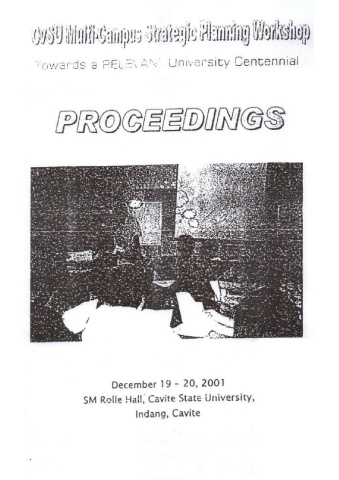 CvSU Multi-Campus Strategic Planning Workshop
Towards a RELEVANT University Centennial
PROCEEDINGS
December 19 - 20, 2001
SM Rolle Hall, Cavite State University,
Indang, Cavite